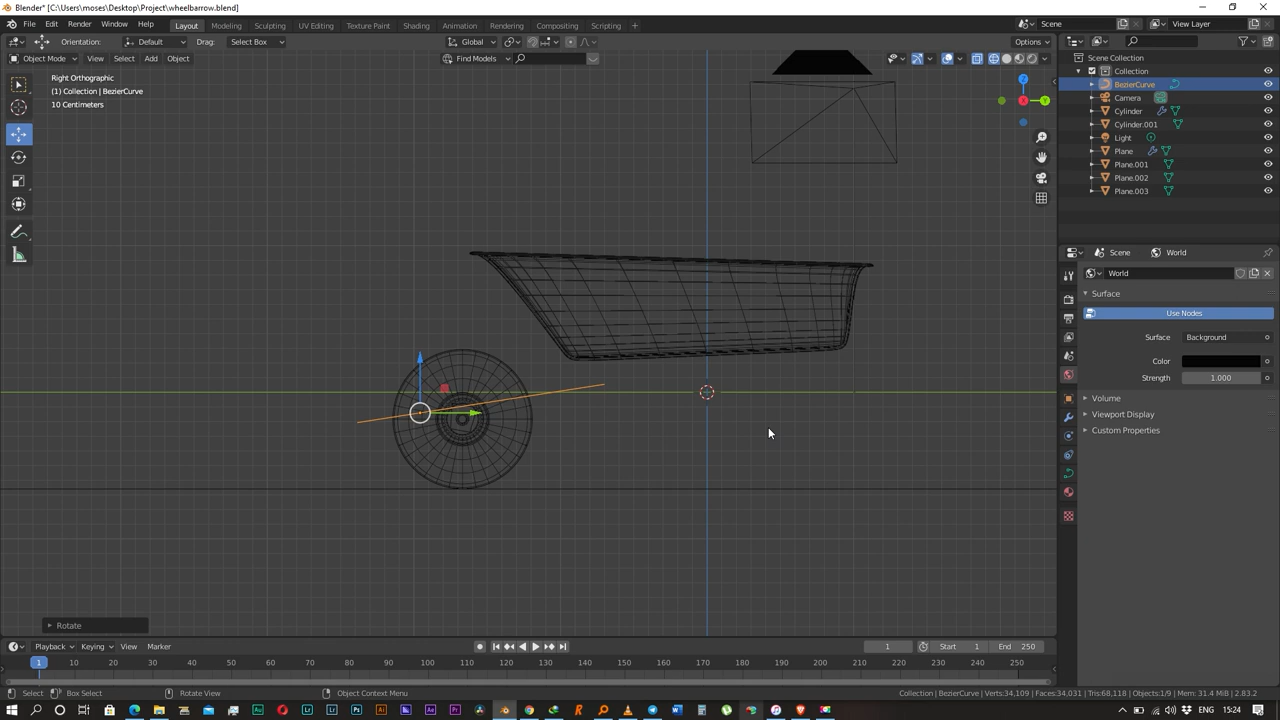 Blender* [C:\Users\moses\Desktop\Project\wheelbarrow.blend]
File Edit Render Window Help Layout Modeling Sculpting UV Editing Texture Paint Shading Animation Rendering Compositing Scripting + Scene View Layer
Orientation: Default Drag: Select Box Global Options
Object Mode View Select Add Object Find Models
Right Orthographic
(1) Collection | BezierCurve
10 Centimeters
Z
Y
Scene Collection
Collection
BezierCurve
Camera
Cylinder
Cylinder.001
Light
Plane
Plane.001
Plane.002
Plane.003
Scene World
World
Surface
Use Nodes
Surface Background
Color
Strength 1.000
Volume
Viewport Display
Custom Properties
Rotate
Playback Keying View Marker 1 Start 1 End 250
1 10 20 30 40 50 60 70 80 90 100 110 120 130 140 150 160 170 180 190 200 210 220 230 240 250
Select Box Select Rotate View Object Context Menu Collection | BezierCurve | Verts:34,109 | Faces:34,031 | Tris:68,118 | Objects:1/9 | Mem: 31.4 MiB | 2.83.2
ENG 15:24